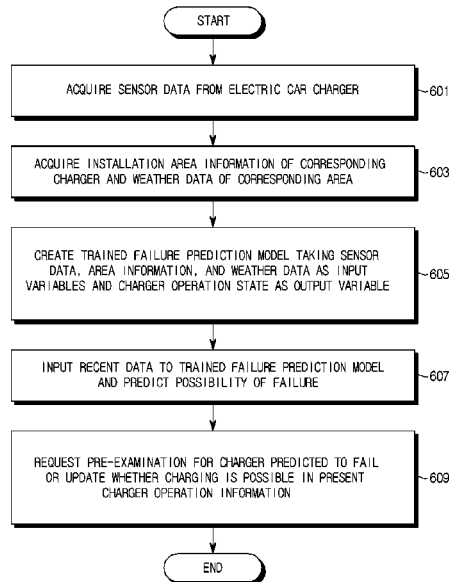 START
ACQUIRE SENSOR DATA FROM ELECTRIC CAR CHARGER
601
ACQUIRE INSTALLATION AREA INFORMATION OF CORRESPONDING
CHARGER AND WEATHER DATA OF CORRESPONDING AREA
603
CREATE TRAINED FAILURE PREDICTION MODEL TAKING SENSOR
DATA, AREA INFORMATION, AND WEATHER DATA AS INPUT
VARIABLES AND CHARGER OPERATION STATE AS OUTPUT VARIABLE
605
INPUT RECENT DATA TO TRAINED FAILURE PREDICTION MODEL
AND PREDICT POSSIBILITY OF FAILURE
607
REQUEST PRE-EXAMINATION FOR CHARGER PREDICTED TO FAIL
OR UPDATE WHETHER CHARGING IS POSSIBLE IN PRESENT
CHARGER OPERATION INFORMATION
609
END